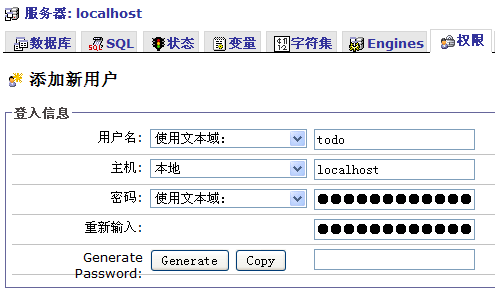 服务器: localhost
数据库 SQL 状态 变量 字符集 Engines 权限
添加新用户
登入信息
用户名: 使用文本域: todo
主机: 本地 localhost
密码: 使用文本域: ●●●●●●●●●●●●
重新输入: ●●●●●●●●●●●●
Generate Password: Generate Copy